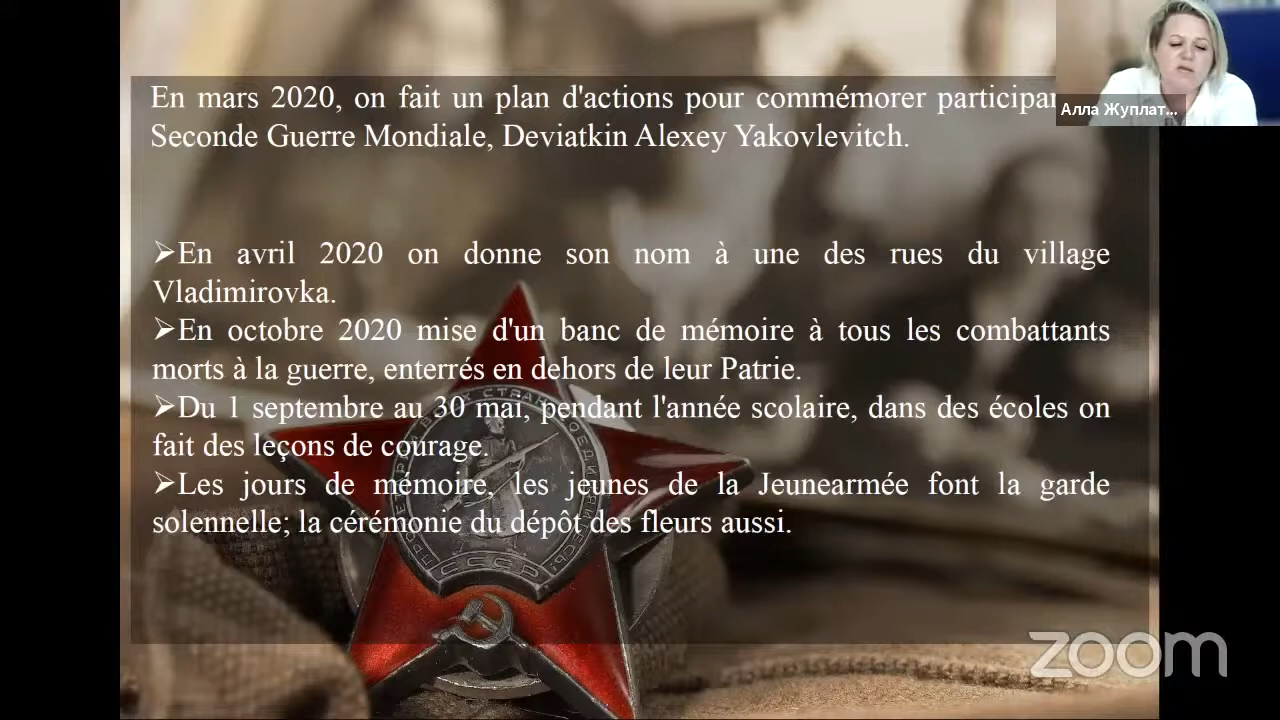 En mars 2020, on fait un plan d'actions pour commémorer
Seconde Guerre Mondiale, Deviatkin Alexey Yakovlevitch.
Алла Жуплат...
➢En avril 2020 on donne son nom à une des rues du village
Vladimirovka.
➢En octobre 2020 mise d'un banc de mémoire à tous les combattants
morts à la guerre, enterrés en dehors de leur Patrie.
➢Du 1 septembre au 30 mai, pendant l'année scolaire, dans des écoles on
fait des leçons de courage.
➢Les jours de mémoire, les jeunes de la Jeunearmée font la garde
solennelle; la cérémonie du dépôt des fleurs aussi.
СССР
zoom